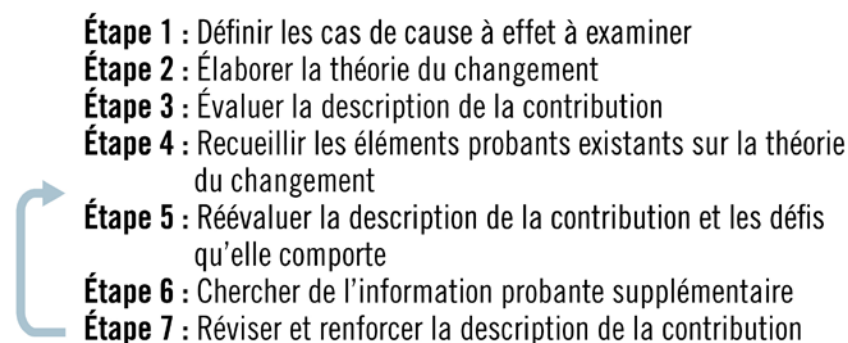 Étape 1 : Définir les cas de cause à effet à examiner
Étape 2 : Élaborer la théorie du changement
Étape 3 : Évaluer la description de la contribution
Étape 4 : Recueillir les éléments probants existants sur la théorie
du changement
Étape 5 : Réévaluer la description de la contribution et les défis
qu’elle comporte
Étape 6 : Chercher de l’information probante supplémentaire
Étape 7 : Réviser et renforcer la description de la contribution